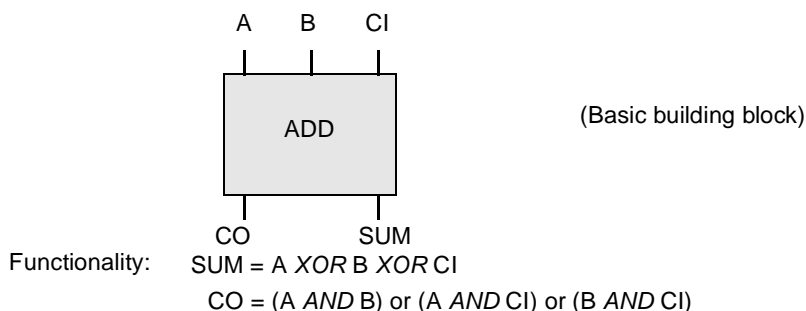 A B CI
ADD
(Basic building block)
CO SUM
Functionality: SUM = A XOR B XOR CI
CO = (A AND B) or (A AND CI) or (B AND CI)